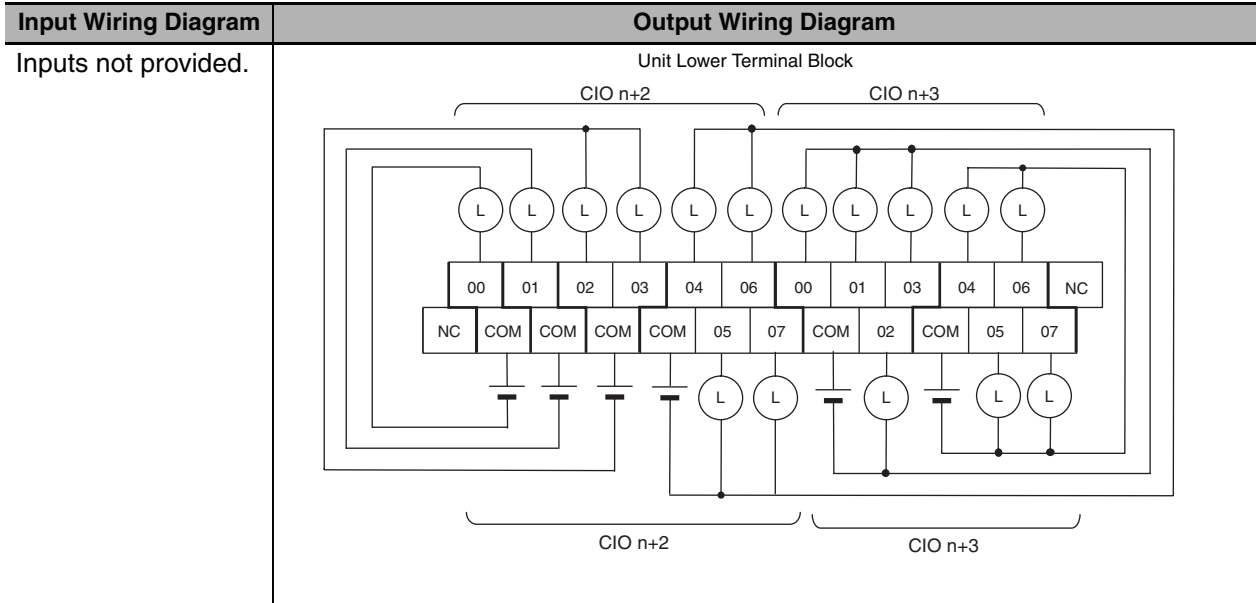 Input Wiring Diagram Output Wiring Diagram
Inputs not provided.
Unit Lower Terminal Block
CIO n+2 CIO n+3
L L L L L L L L L L L
00 01 02 03 04 06 00 01 03 04 06 NC
NC COM COM COM COM 05 07 COM 02 COM 05 07
L L L L L
CIO n+2 CIO n+3